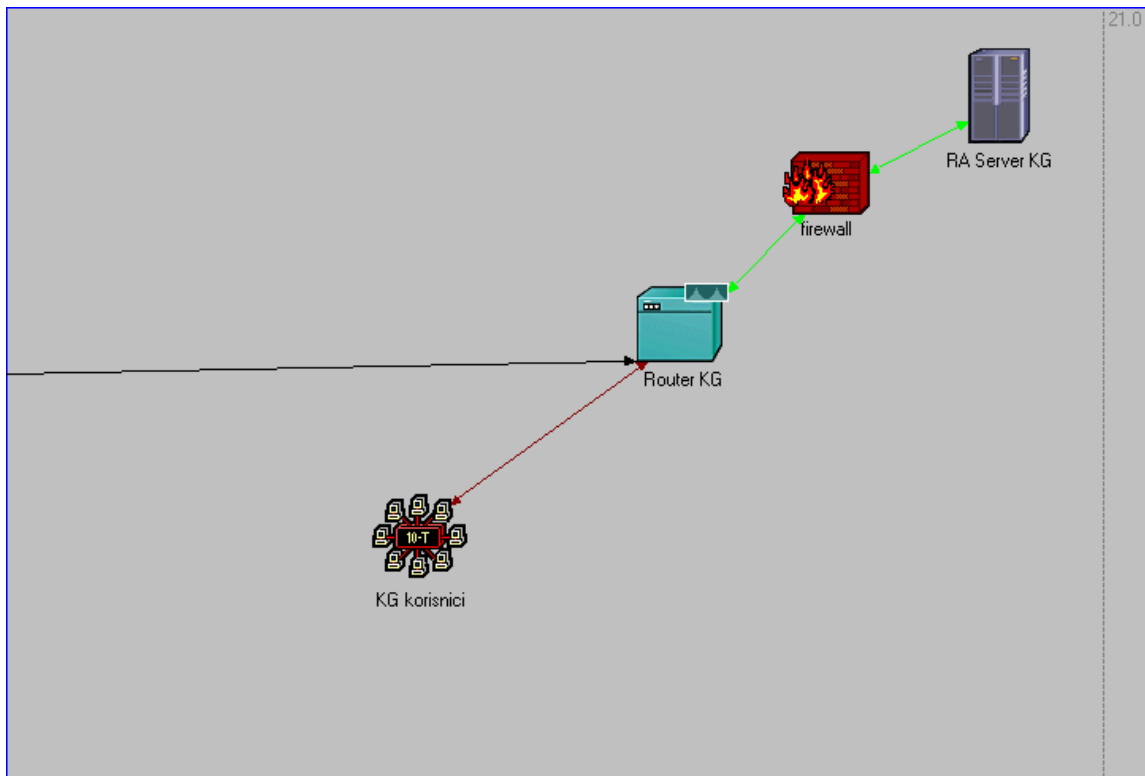 21.0
RA Server KG
firewall
Router KG
10-T
KG korisnici